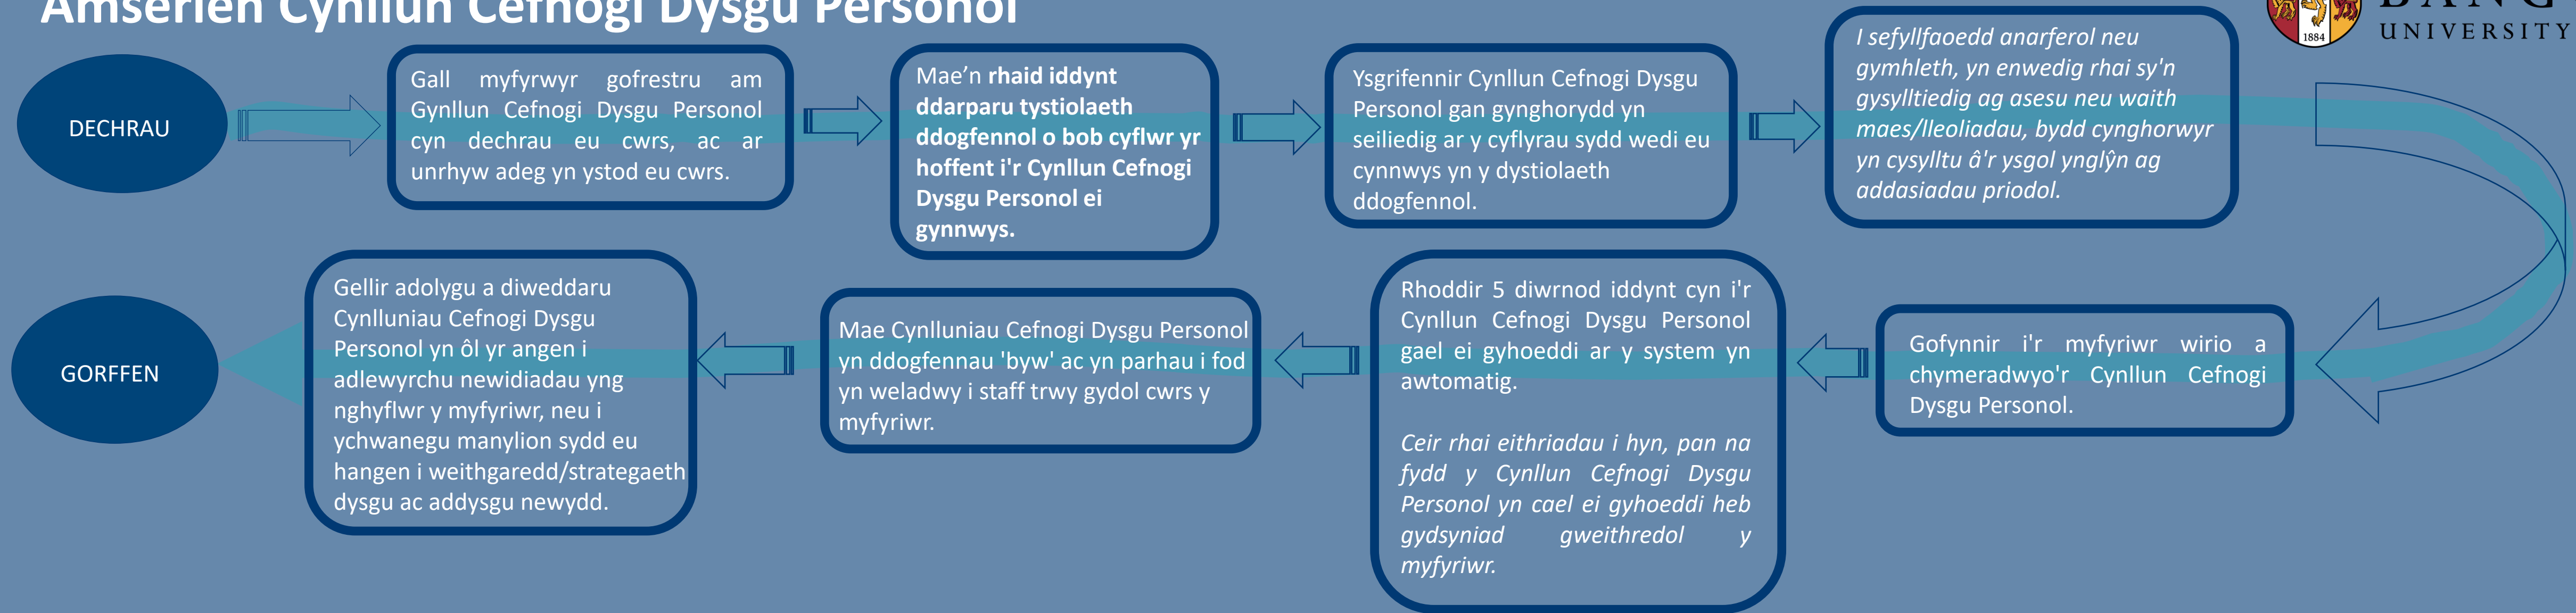 Amserlen Cynllun Cefnogi Dysgu Personol
UNIVERSITY
1884
DECHRAU
Gall myfyrwyr gofrestru am
Gynllun Cefnogi Dysgu Personol
cyn dechrau eu cwrs, ac ar
unrhyw adeg yn ystod eu cwrs.
Mae'n rhaid iddynt
ddarparu tystiolaeth
ddogfennol o bob cyflwr yr
hoffent i'r Cynllun Cefnogi
Dysgu Personol ei
gynnwys.
Ysgrifennir Cynllun Cefnogi Dysgu
Personol gan gynghorydd yn
seiliedig ar y cyflyrau sydd wedi eu
cynnwys yn y dystiolaeth
ddogfennol.
I sefyllfaoedd anarferol neu
gymhleth, yn enwedig rhai sy'n
gysylltiedig ag asesu neu waith
maes/lleoliadau, bydd cynghorwyr
yn cysylltu â'r ysgol ynglŷn ag
addasiadau priodol.
Gofynnir i'r myfyriwr wirio a
chymeradwyo'r Cynllun Cefnogi
Dysgu Personol.
Rhoddir 5 diwrnod iddynt cyn i'r
Cynllun Cefnogi Dysgu Personol
gael ei gyhoeddi ar y system yn
awtomatig.
Ceir rhai eithriadau i hyn, pan na
fydd y Cynllun Cefnogi Dysgu
Personol yn cael ei gyhoeddi heb
gydsyniad gweithredol y
myfyriwr.
Mae Cynlluniau Cefnogi Dysgu Personol
yn ddogfennau 'byw' ac yn parhau i fod
yn weladwy i staff trwy gydol cwrs y
myfyriwr.
Gellir adolygu a diweddaru
Cynlluniau Cefnogi Dysgu
Personol yn ôl yr angen i
adlewyrchu newidiadau yng
nghyflwr y myfyriwr, neu i
ychwanegu manylion sydd eu
hangen i weithgaredd/strategaeth
dysgu ac addysgu newydd.
GORFFEN